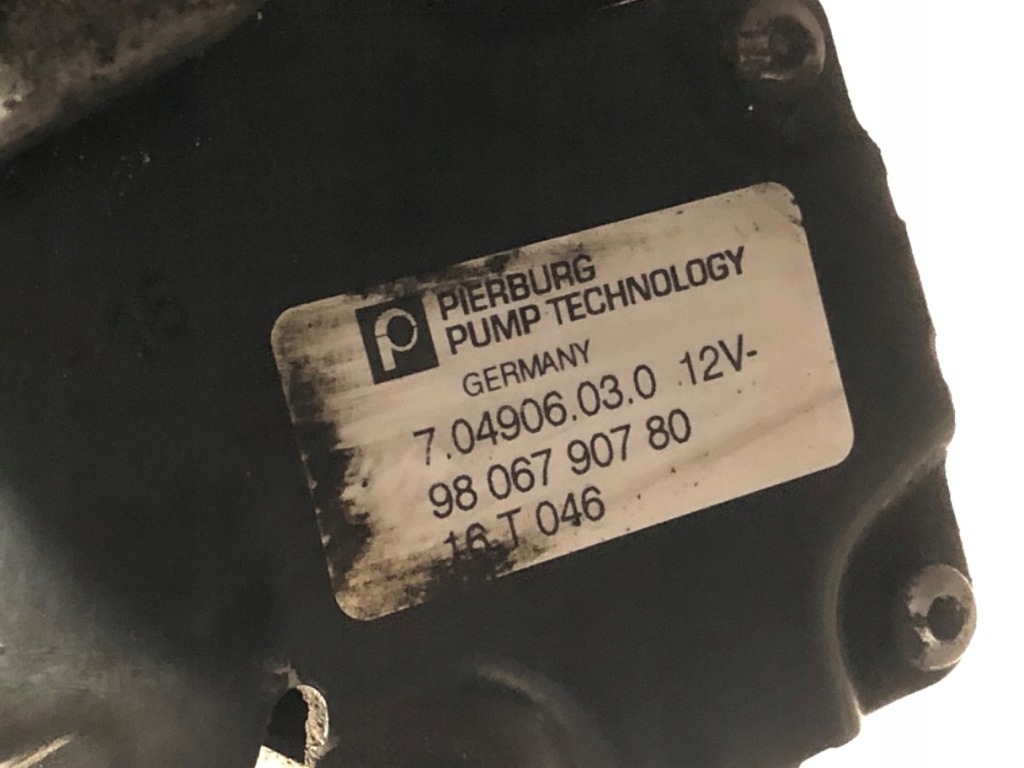 PIERBURG
PUMP TECHNOLOGY
GERMANY
7.04906.03.0 12V-
98 067 907 80
16 T 046